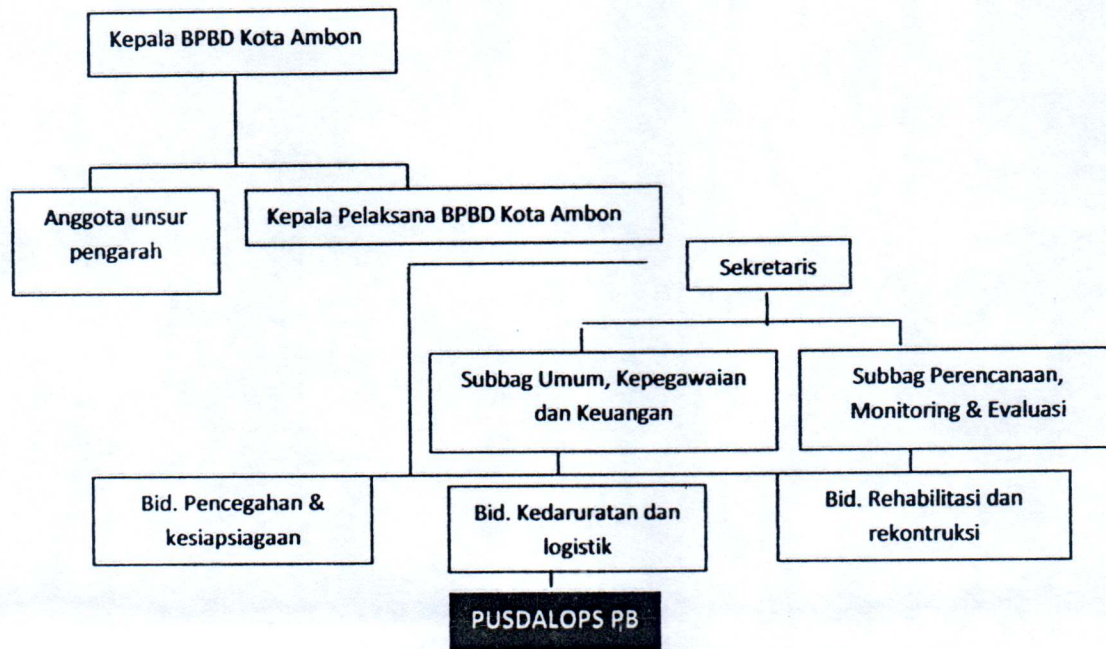 Kepala BPBD Kota Ambon
Anggota unsur
pengarah
Kepala Pelaksana BPBD Kota Ambon
Sekretaris
Subbag Umum, Kepegawaian
dan Keuangan
Subbag Perencanaan,
Monitoring & Evaluasi
Bid. Pencegahan &
kesiapsiagaan
Bid. Kedaruratan dan
logistik
Bid. Rehabilitasi dan
rekontruksi
PUSDALOPS PB